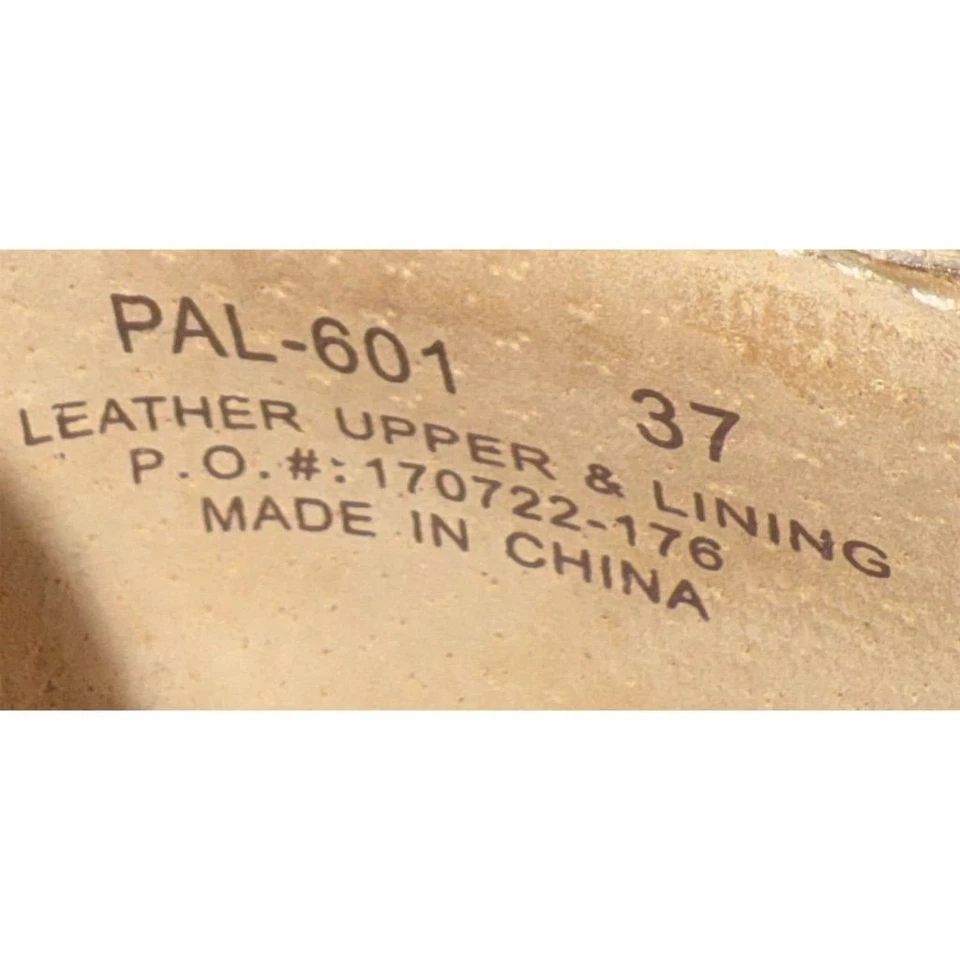 PAL-601 37
LEATHER UPPER & LINING
P.O.#:170722-176
MADE IN CHINA